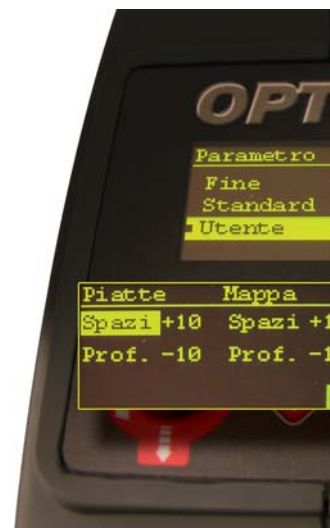 OPT
Parametro
Fine
Standard
Utente
Piatte Mappa
Spazi +10 Spazi +1
Prof. -10 Prof. -1